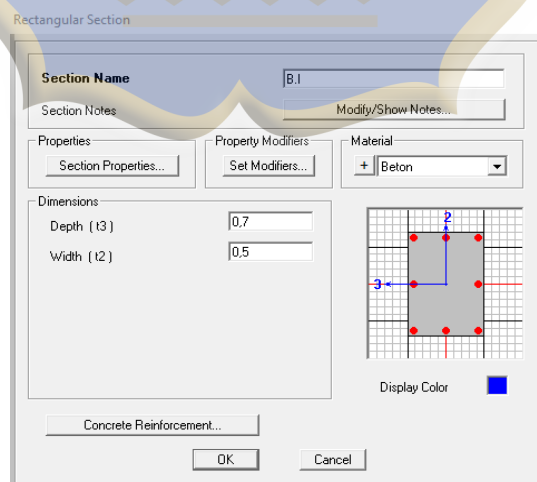 Rectangular Section
Section Name B.I
Section Notes Modify/Show Notes...
Properties Property Modifiers Material
Section Properties... Set Modifiers... + Beton
Dimensions
Depth ( t3 ) 0,7
Width ( t2 ) 0,5
2
3
Display Color
Concrete Reinforcement...
OK Cancel